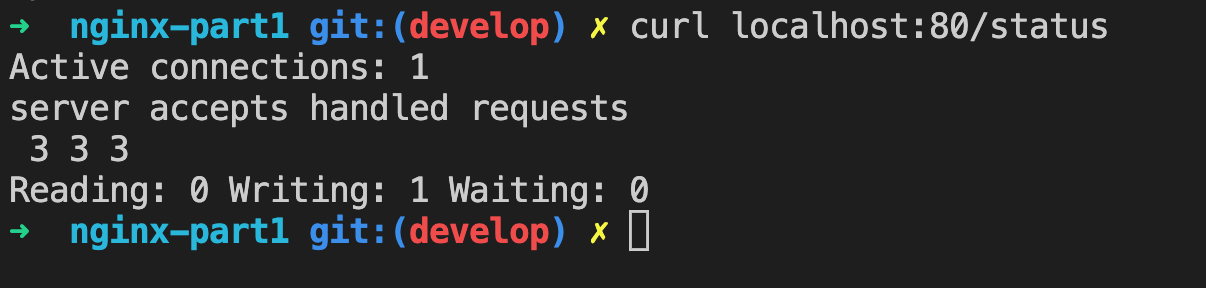 ➜  nginx-part1 git:(develop) ✗ curl localhost:80/status
Active connections: 1
server accepts handled requests
 3 3 3
Reading: 0 Writing: 1 Waiting: 0
➜  nginx-part1 git:(develop) ✗